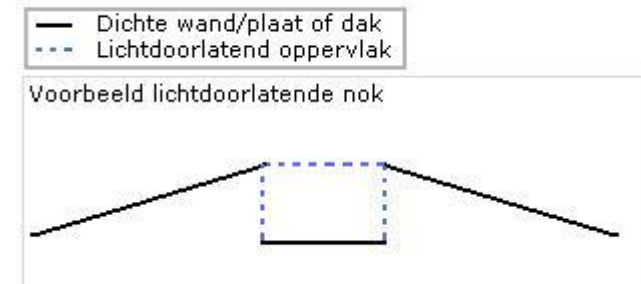 Dichte wand/plaat of dak
Lichtdoorlatend oppervlak
Voorbeeld lichtdoorlatende nok